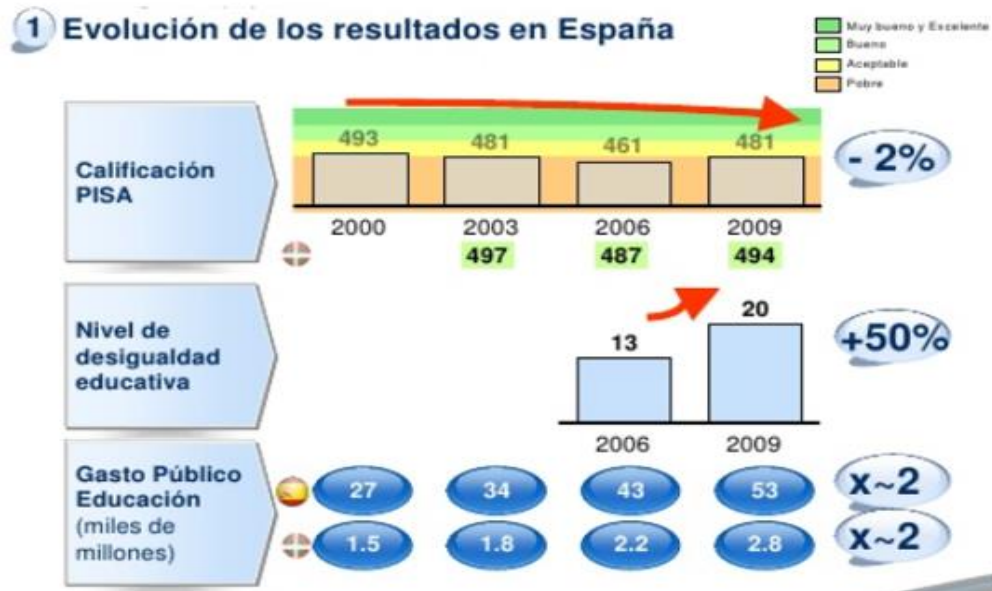 1 Evolución de los resultados en España
Muy bueno y Excelente
Bueno
Aceptable
Pobre
Calificación
PISA
493 481 461 481
- 2%
2000 2003 2006 2009
497 487 494
Nivel de
desigualdad
educativa
13 20
+50%
2006 2009
Gasto Público
Educación
(miles de
millones)
27 34 43 53 x~2
1.5 1.8 2.2 2.8 x~2